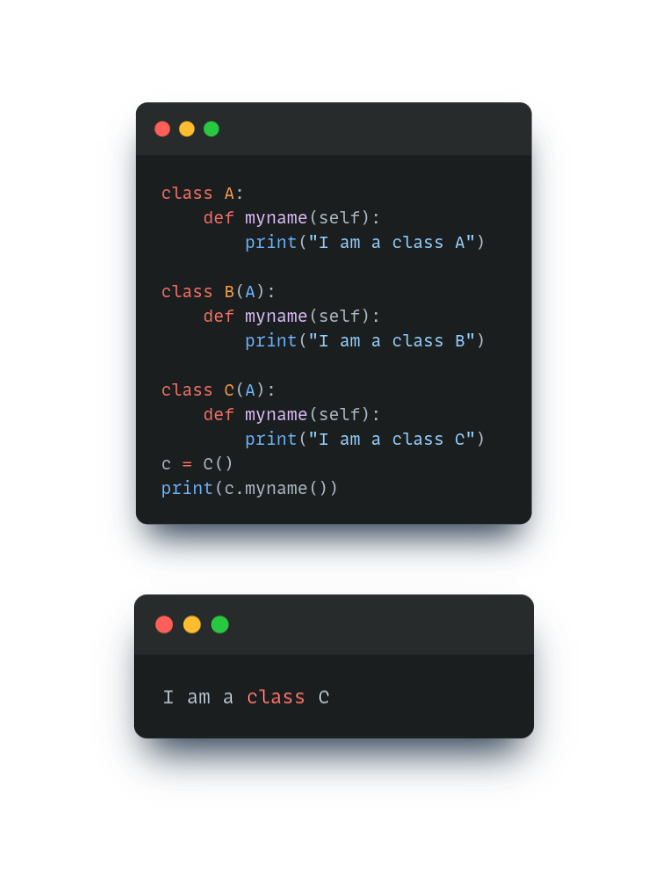 class A:
    def myname(self):
        print("I am a class A")

class B(A):
    def myname(self):
        print("I am a class B")

class C(A):
    def myname(self):
        print("I am a class C")
c = C()
print(c.myname())

I am a class C